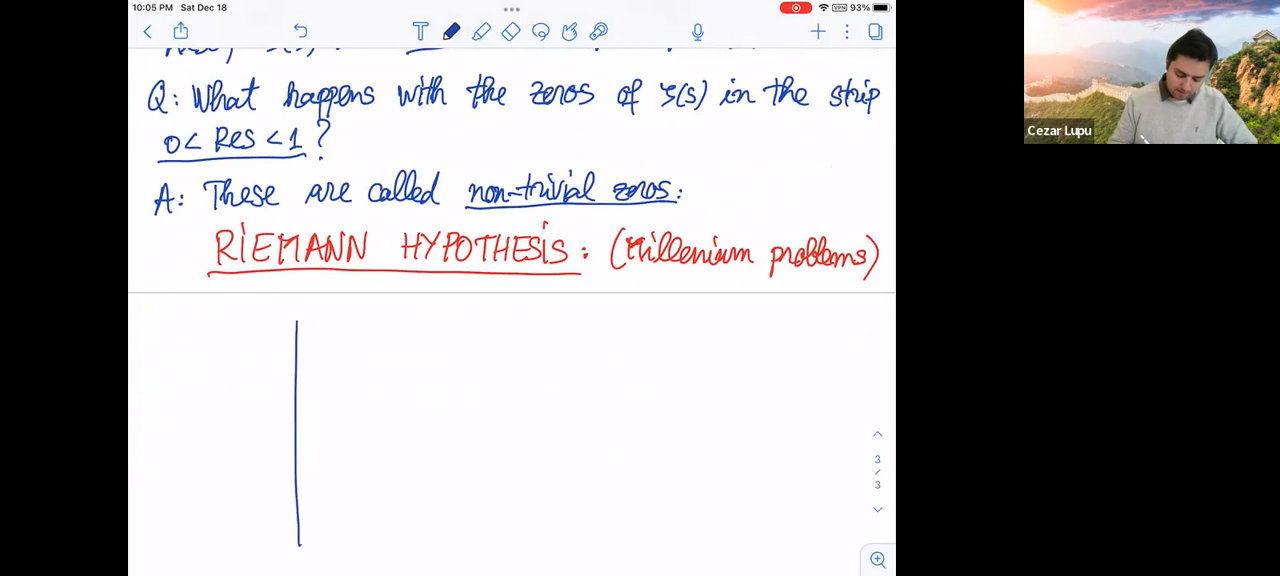 10:05 PM Sat Dec 18
VPN 93%
T
Q: What happens with the zeros of ζ(s) in the strip
0 < Re s < 1 ?
A: These are called non-trivial zeros:
RIEMANN HYPOTHESIS: (Millenium problems)
3
/
3
Cezar Lupu